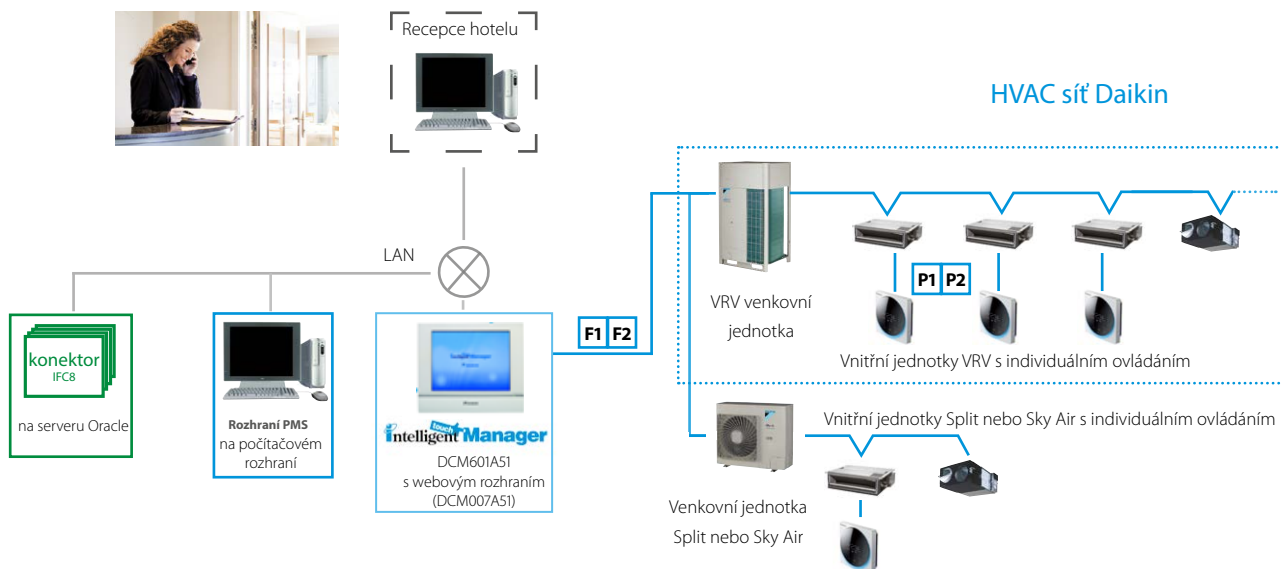 Recepce hotelu
HVAC síť Daikin
LAN
F1 F2
P1 P2
VRV venkovní
jednotka
Vnitřní jednotky VRV s individuálním ovládáním
konektor
IFC8
na serveru Oracle
Rozhraní PMS
na počítačovém
rozhraní
intelligent touch Manager
DCM601A51
s webovým rozhraním
(DCM007A51)
Vnitřní jednotky Split nebo Sky Air s individuálním ovládáním
Venkovní jednotka
Split nebo Sky Air